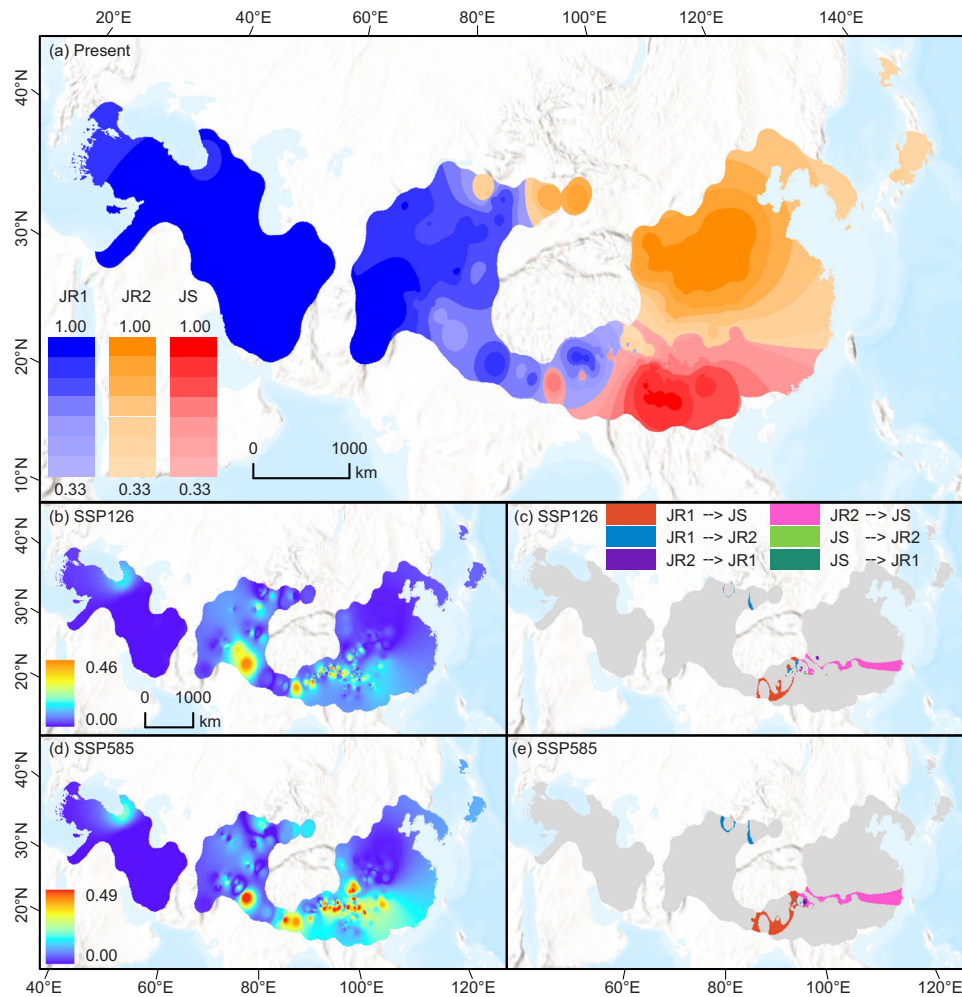 20°E 40°E 60°E 80°E 100°E 120°E 140°E
(a) Present
40°N
30°N
20°N
10°N
JR1 JR2 JS
1.00 1.00 1.00
0.33 0.33 0.33
0 1000
km
(b) SSP126
40°N
30°N
20°N
0.46
0.00
0 1000
km
(c) SSP126
JR1 --> JS JR2 --> JS
JR1 --> JR2 JS --> JR2
JR2 --> JR1 JS --> JR1
(d) SSP585
40°N
30°N
20°N
0.49
0.00
(e) SSP585
40°E 60°E 80°E 100°E 120°E 60°E 80°E 100°E 120°E